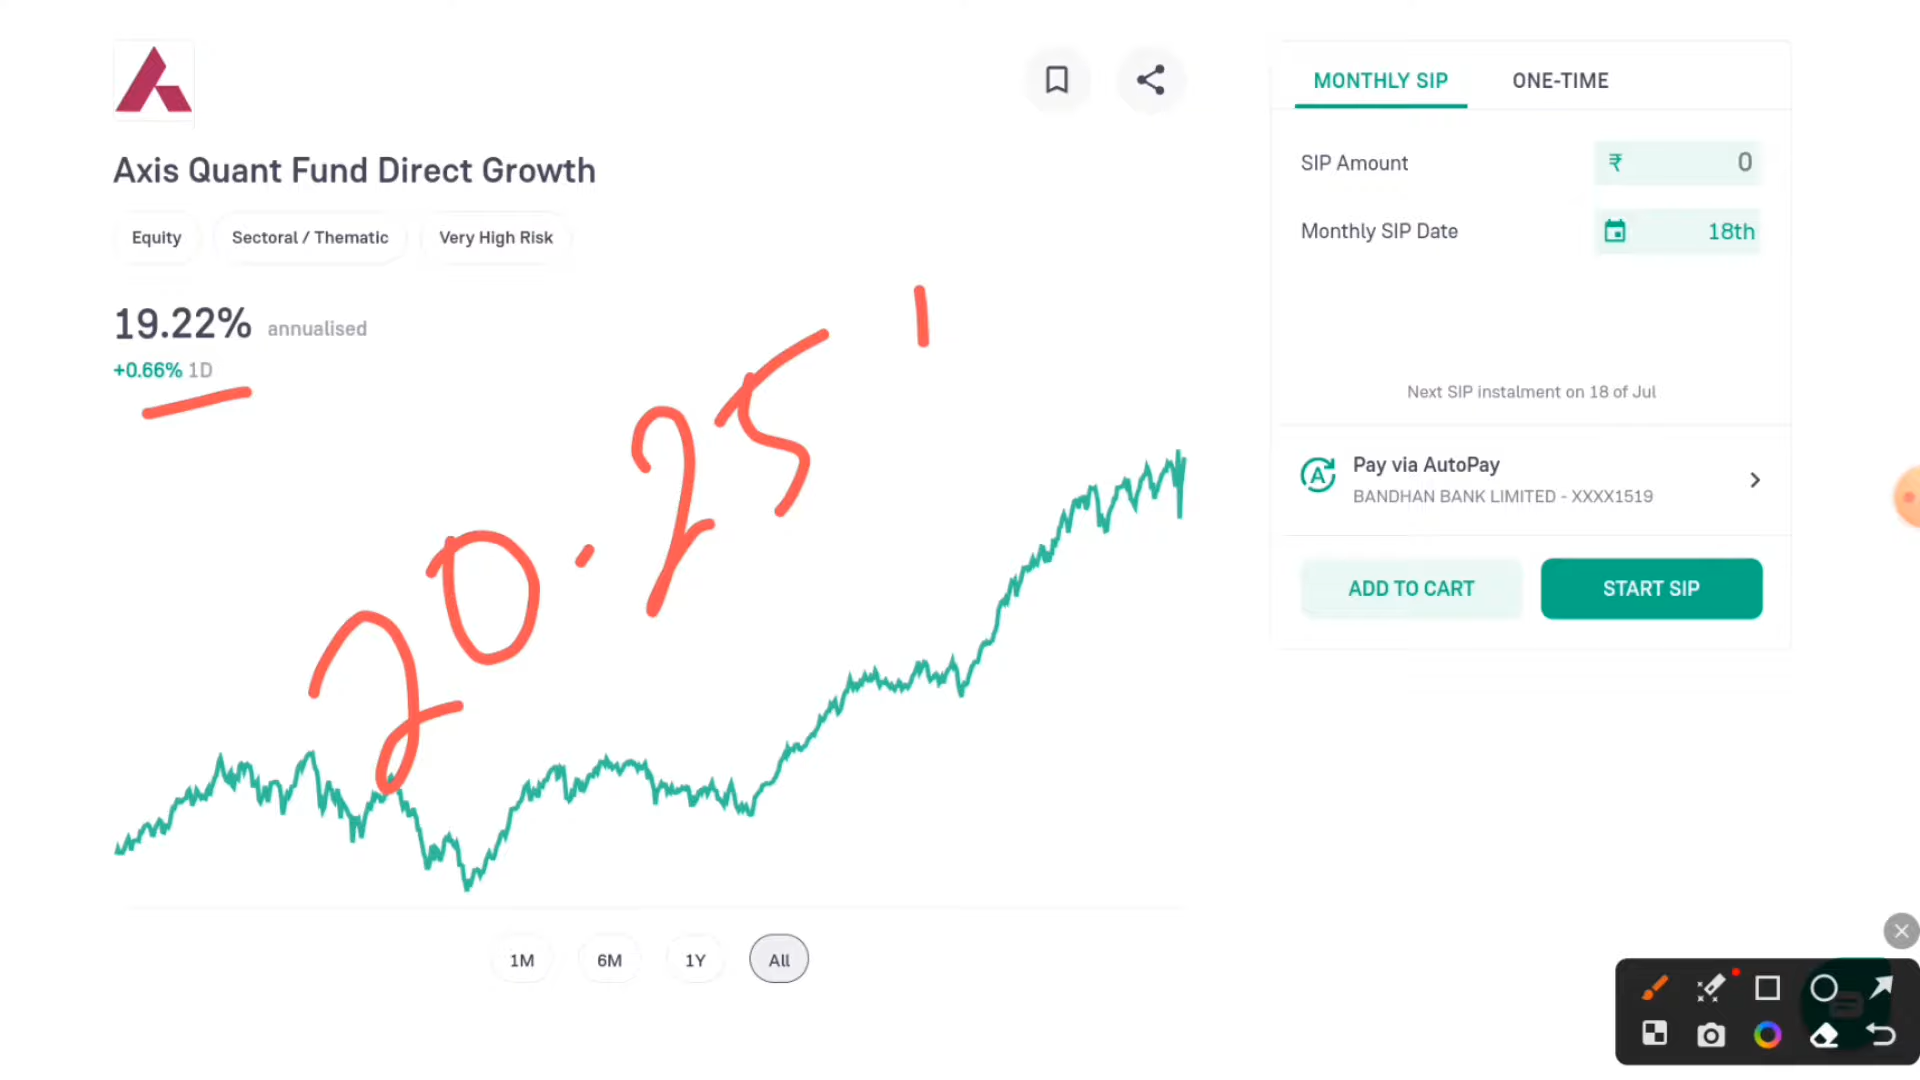 Axis Quant Fund Direct Growth
Equity
Sectoral / Thematic
Very High Risk
19.22% annualised
+0.66% 1D
20.25'
1M
6M
1Y
All
MONTHLY SIP
ONE-TIME
SIP Amount
₹ 0
Monthly SIP Date
18th
Next SIP instalment on 18 of Jul
A
Pay via AutoPay
BANDHAN BANK LIMITED - XXXX1519
ADD TO CART
START SIP